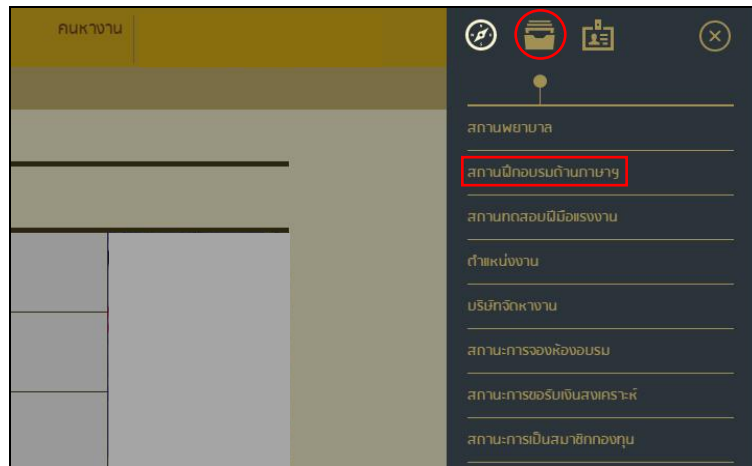 ค้นหางาน
สถานพยาบาล
สถานฝึกอบรมด้านภาษาฯ
สถานทดสอบฝีมือแรงงาน
ตำแหน่งงาน
บริษัทจัดหางาน
สถานะการจองห้องอบรม
สถานะการขอรับเงินสงเคราะห์
สถานะการเป็นสมาชิกกองทุน